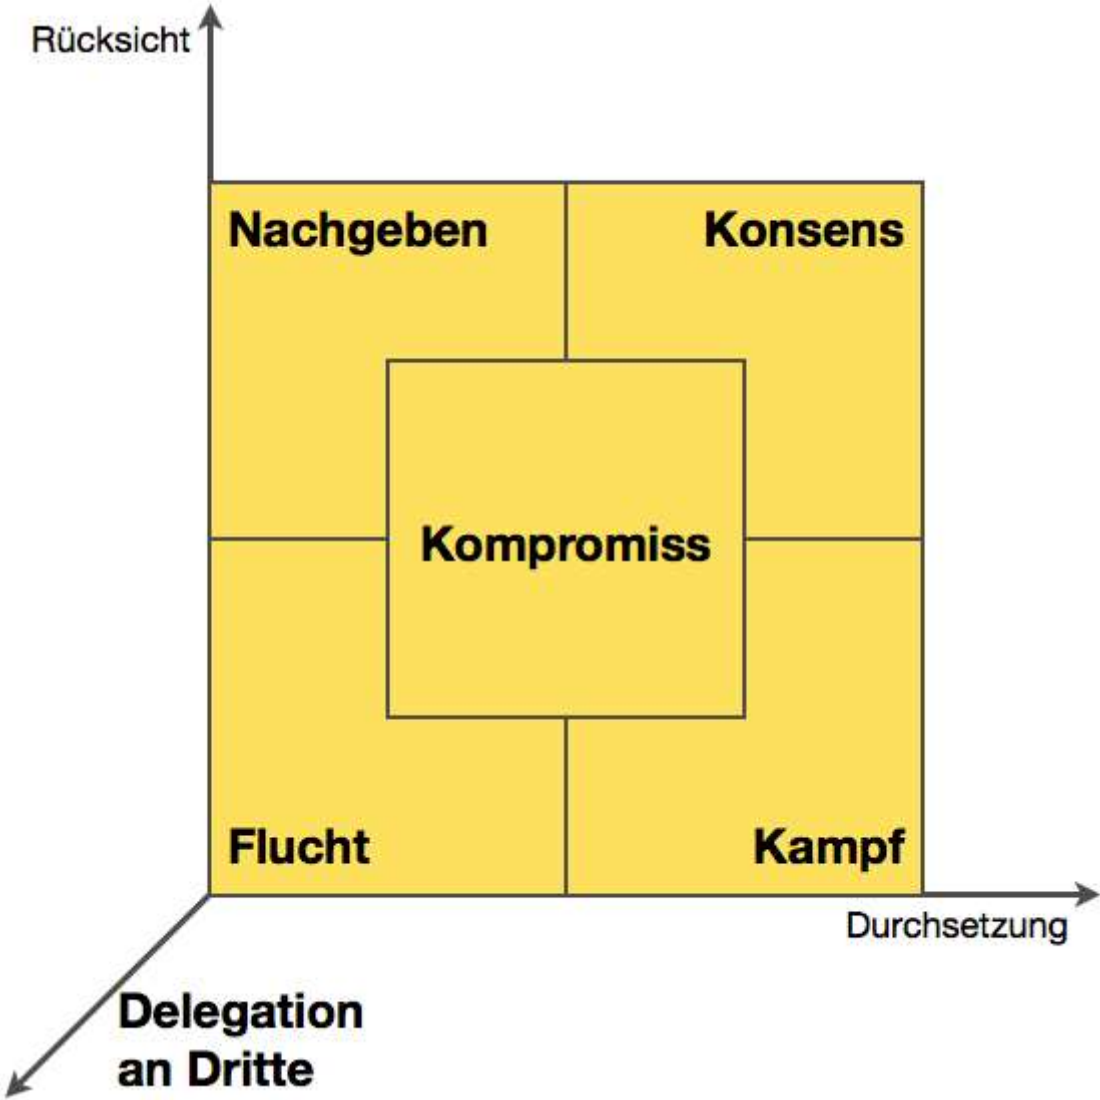 Rücksicht
Nachgeben
Konsens
Kompromiss
Flucht
Kampf
Durchsetzung
Delegation
an Dritte